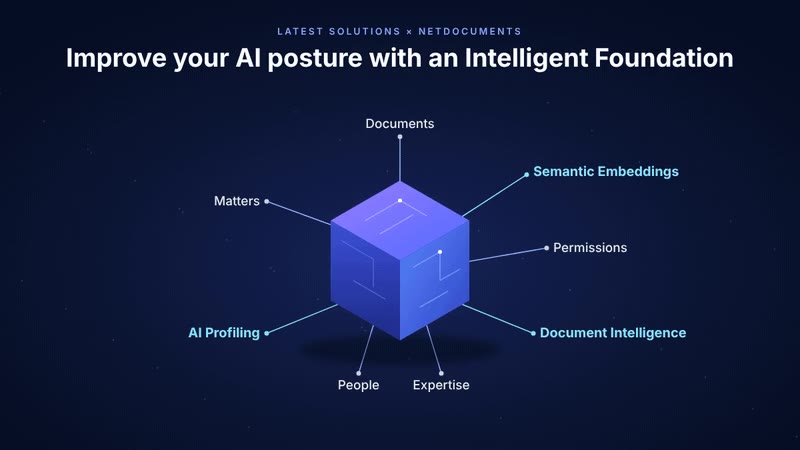 LATEST SOLUTIONS × NETDOCUMENTS
Improve your AI posture with an Intelligent Foundation
Documents
Semantic Embeddings
Matters
Permissions
AI Profiling
Document Intelligence
People
Expertise